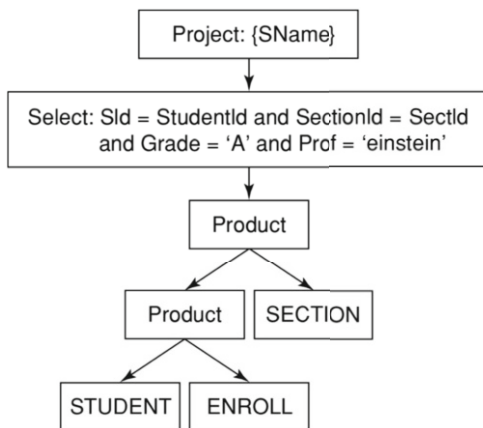 Project: {SName}
Select: SId = StudentId and SectionId = SectId
and Grade = ‘A’ and Prof = ‘einstein’
Product
Product
SECTION
STUDENT
ENROLL